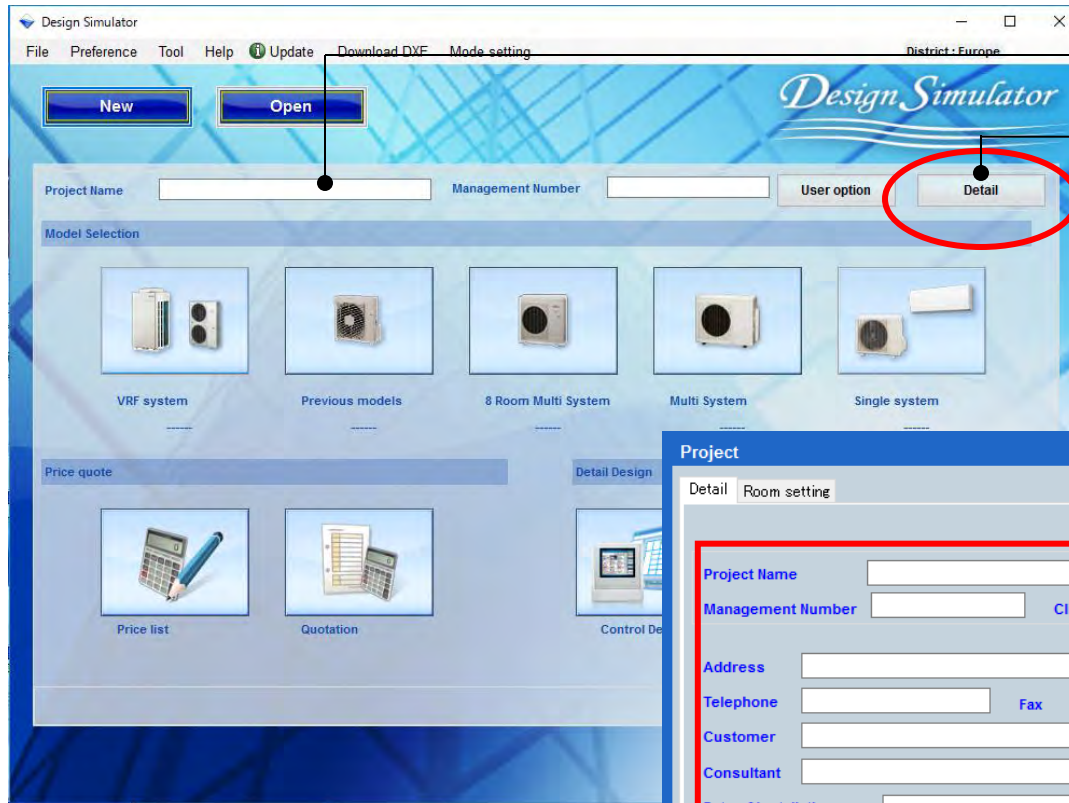 Design Simulator
File Preference Tool Help Update Download DXF Mode setting District : Europe
New Open
Design Simulator
Project Name Management Number User option Detail
Model Selection
VRF system Previous models 8 Room Multi System Multi System Single system
------ ------ ------ ------ ------
Price quote Detail Design
Price list Quotation Control De
Project
Detail Room setting
Project Name
Management Number Cl
Address
Telephone Fax
Customer
Consultant